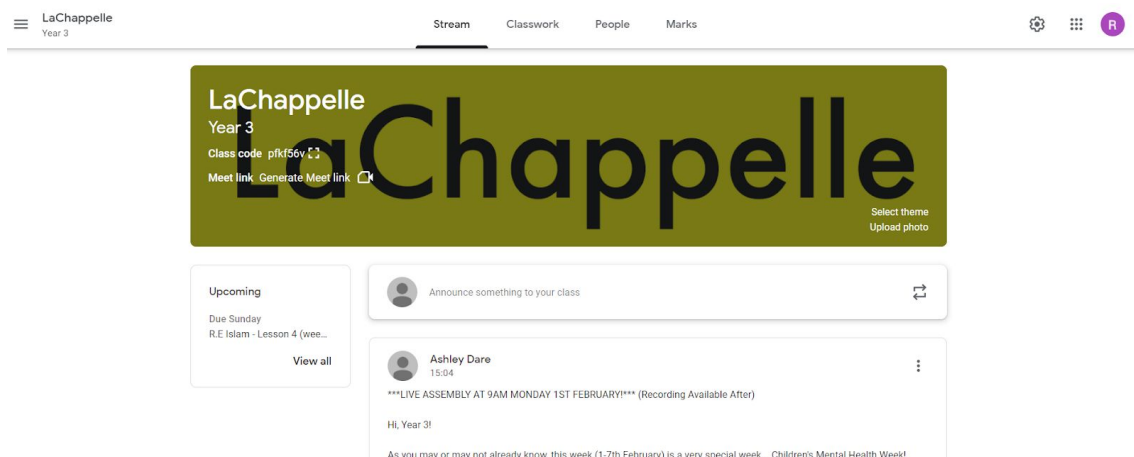 LaChappelle
Year 3
Stream Classwork People Marks
R
LaChappelle
LaChappelle
Year 3
Class code pfkf56v
Meet link Generate Meet link
Select theme
Upload photo
Upcoming
Due Sunday
R.E Islam - Lesson 4 (wee...
View all
Announce something to your class
Ashley Dare
15:04
***LIVE ASSEMBLY AT 9AM MONDAY 1ST FEBRUARY!*** (Recording Available After)
Hi, Year 3!
As you may or may not already know, this week (1-7th February) is a very special week... Children's Mental Health Week!